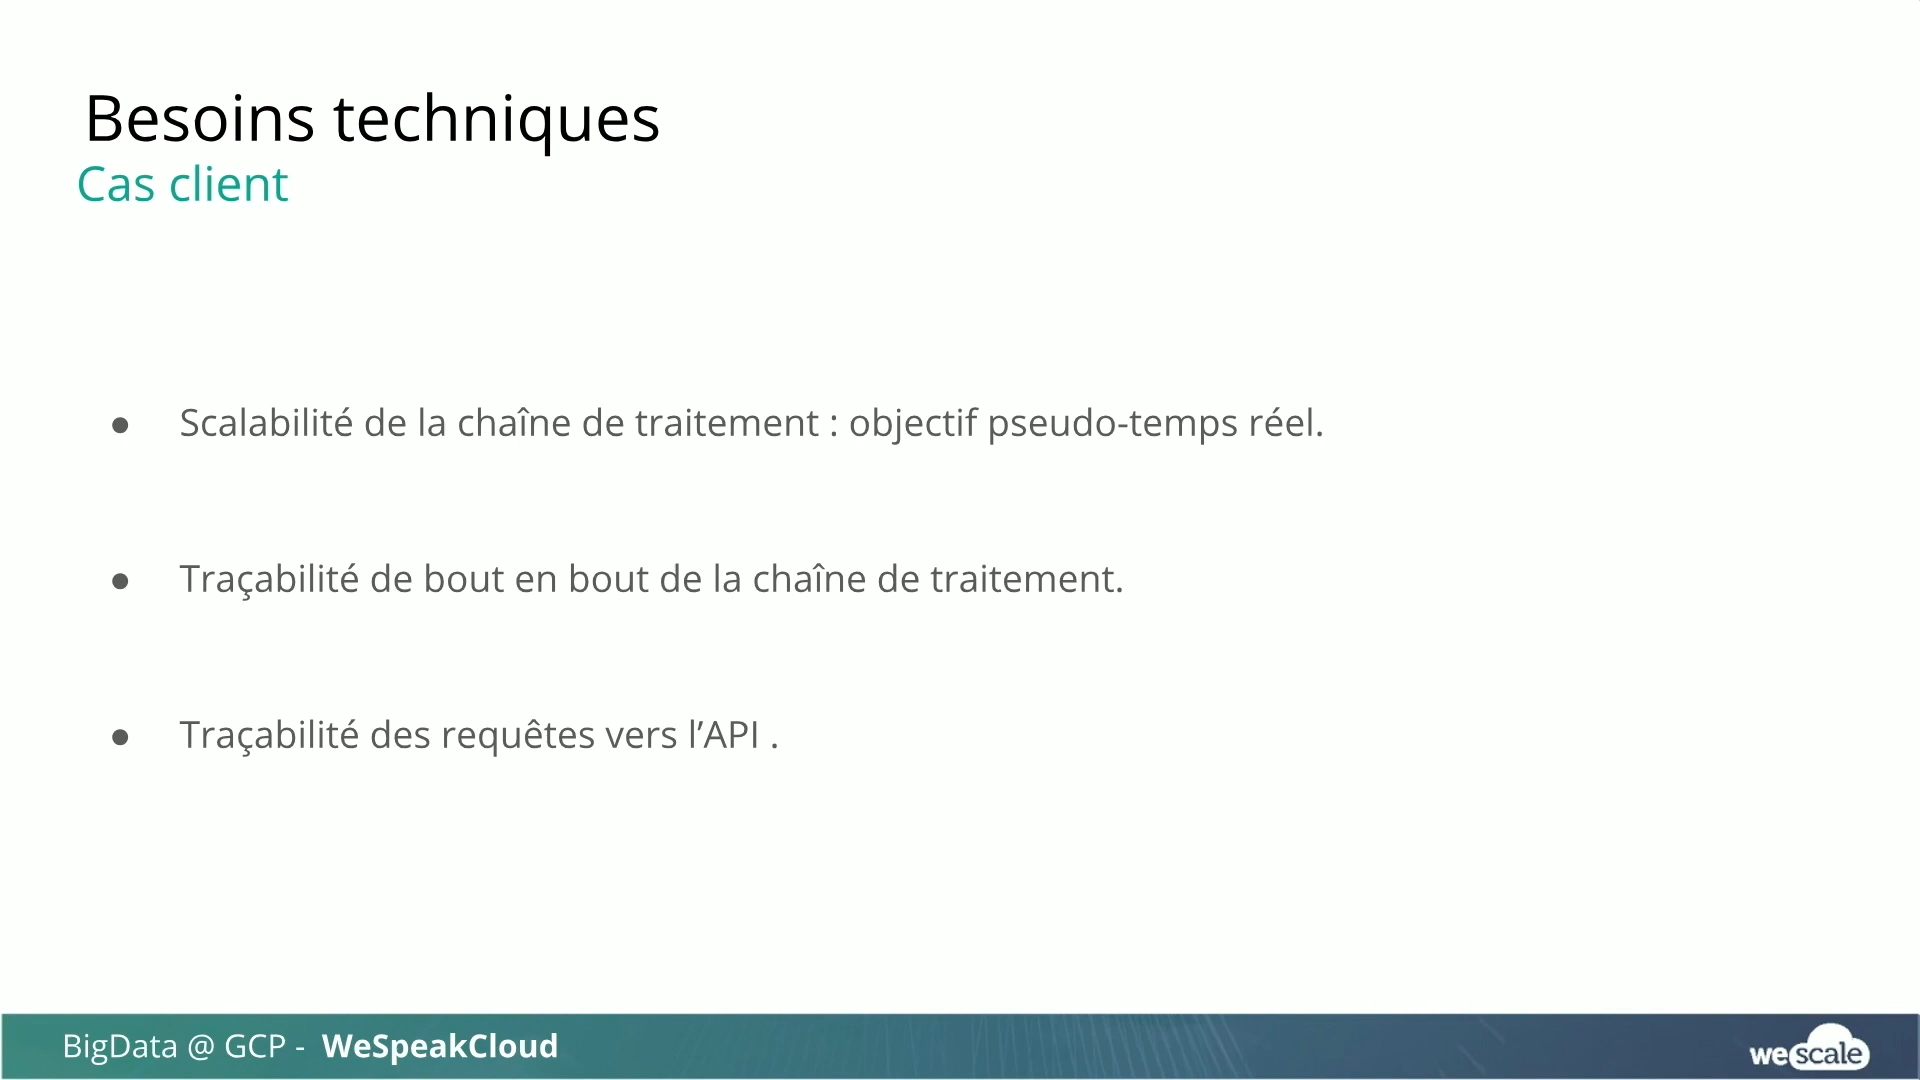 Besoins techniques
Cas client
● Scalabilité de la chaîne de traitement : objectif pseudo-temps réel.
● Traçabilité de bout en bout de la chaîne de traitement.
● Traçabilité des requêtes vers l’API .
BigData @ GCP - WeSpeakCloud
wescale